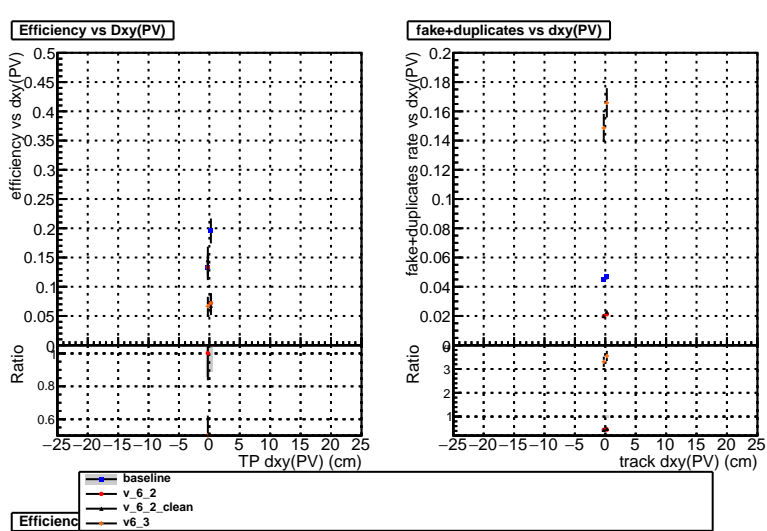 Efficiency vs Dxy(PV)
efficiency vs dxy(PV)
0.5
0.45
0.4
0.35
0.3
0.25
0.2
0.15
0.1
0.05
0
Ratio
1
0.8
0.6
−25 −20 −15 −10 −5 0 5 10 15 20 25
TP dxy(PV) (cm)
fake+duplicates vs dxy(PV)
fake+duplicates rate vs dxy(PV)
0.2
0.18
0.16
0.14
0.12
0.1
0.08
0.06
0.04
0.02
0
Ratio
3
2
1
−25 −20 −15 −10 −5 0 5 10 15 20 25
track dxy(PV) (cm)
baseline
v_6_2
v_6_2_clean
v6_3